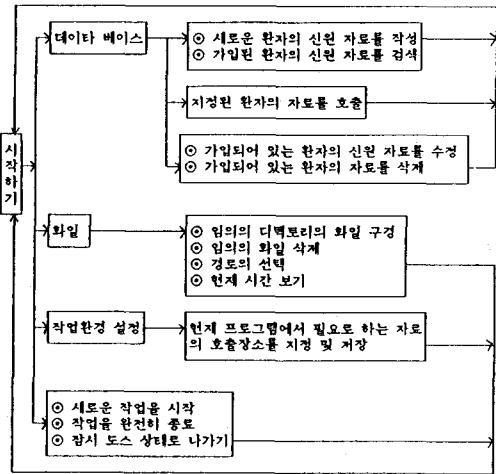 시작하기
데이타 베이스
⊙ 새로운 환자의 신원 자료를 작성
⊙ 가입된 환자의 신원 자료를 검색
지정된 환자의 자료를 호출
⊙ 가입되어 있는 환자의 신원 자료를 수정
⊙ 가입되어 있는 환자의 자료를 삭제
화일
⊙ 임의의 디렉토리의 화일 구경
⊙ 임의의 화일 삭제
⊙ 경로의 선택
⊙ 현재 시간 보기
작업환경 설정
현재 프로그램에서 필요로 하는 자료
의 호출장소를 지정 및 저장
⊙ 새로운 작업을 시작
⊙ 작업을 완전히 종료
⊙ 잠시 도스 상태로 나가기